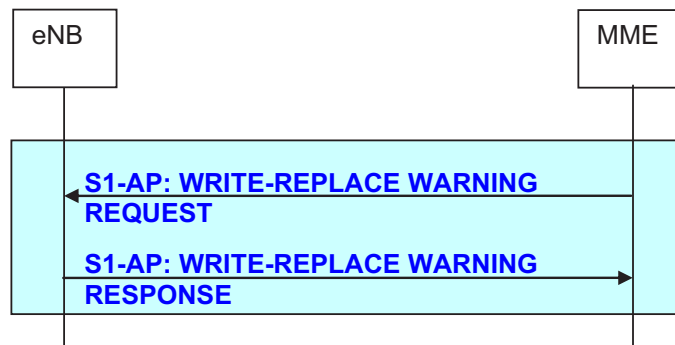 eNB
MME
S1-AP: WRITE-REPLACE WARNING
REQUEST
S1-AP: WRITE-REPLACE WARNING
RESPONSE